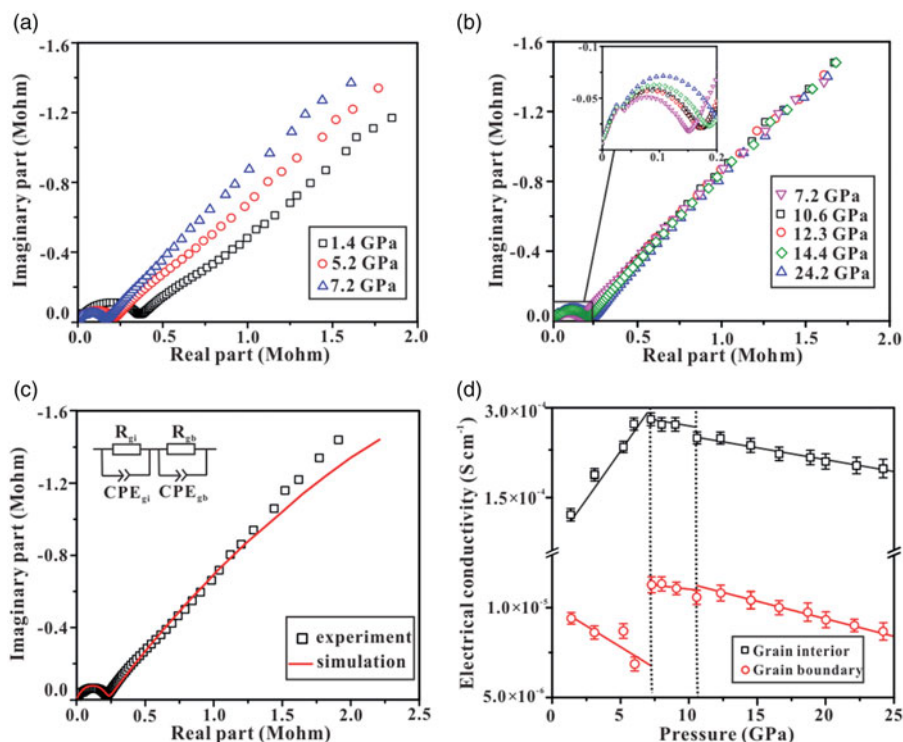 (a)
-1.6
-1.2
-0.8
-0.4
0.0
Imaginary part (Mohm)
1.4 GPa
5.2 GPa
7.2 GPa
0.0 0.5 1.0 1.5 2.0
Real part (Mohm)
(b)
-1.6
-1.2
-0.8
-0.4
0.0
Imaginary part (Mohm)
-0.1
-0.05
0 0.1 0.2
7.2 GPa
10.6 GPa
12.3 GPa
14.4 GPa
24.2 GPa
0.0 0.5 1.0 1.5 2.0
Real part (Mohm)
(c)
-1.6
-1.2
-0.8
-0.4
0.0
Imaginary part (Mohm)
Rgi Rgb
CPEgi CPEgb
experiment
simulation
0.0 0.5 1.0 1.5 2.0 2.5
Real part (Mohm)
(d)
3.0×10⁻⁴
1.5×10⁻⁴
1.0×10⁻⁵
5.0×10⁻⁶
Electrical conductivity (S cm⁻¹)
Grain interior
Grain boundary
0 5 10 15 20 25
Pressure (GPa)